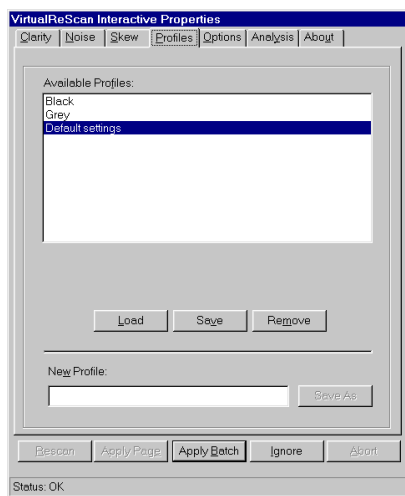 VirtualReScan Interactive Properties
Clarity Noise Skew Profiles Options Analysis About
Available Profiles:
Black
Grey
Default settings
Load Save Remove
New Profile:
Save As
Rescan Apply Page Apply Batch Ignore Abort
Status: OK